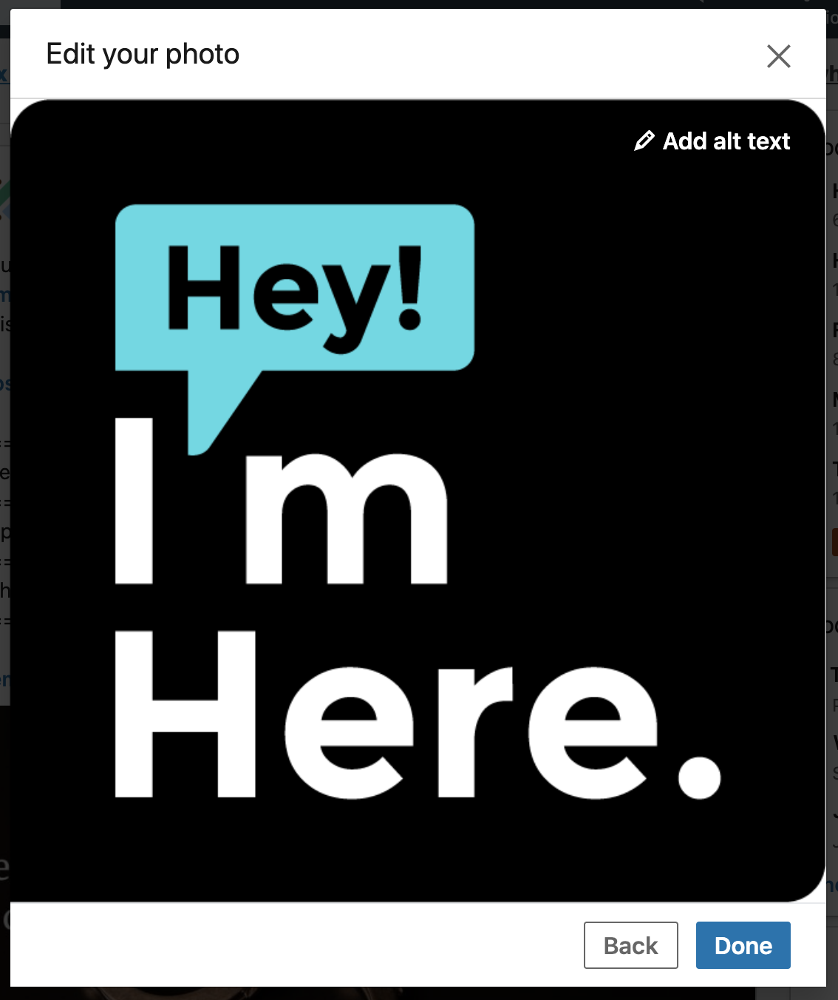 Edit your photo
Add alt text
Hey!
I m
Here.
Back
Done